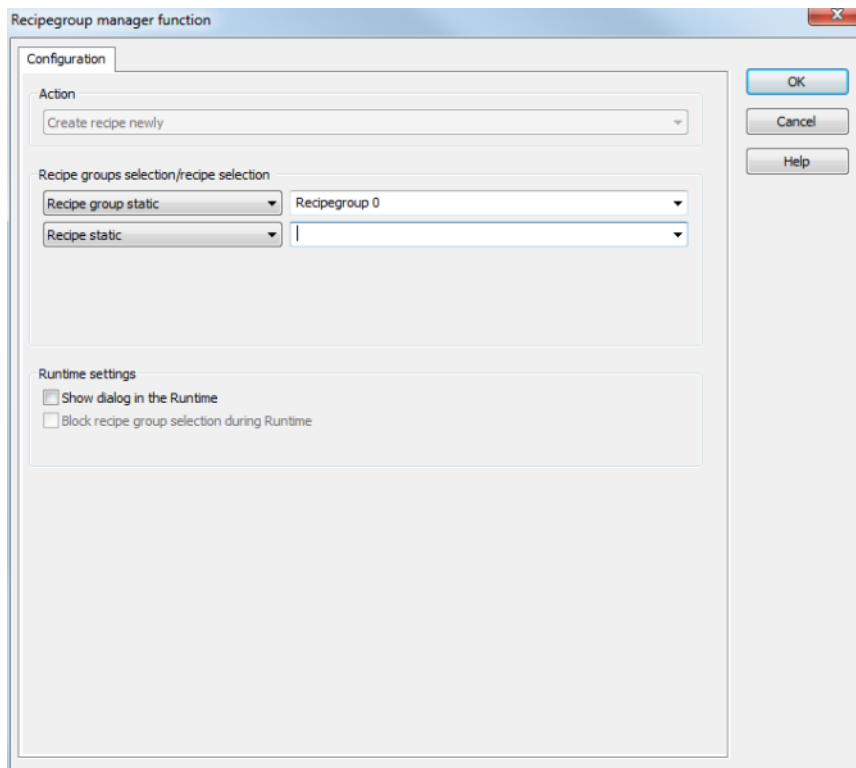 Recipegroup manager function
Configuration
OK
Action
Create recipe newly
Cancel
Help
Recipe groups selection/recipe selection
Recipe group static Recipegroup 0
Recipe static
Runtime settings
Show dialog in the Runtime
Block recipe group selection during Runtime